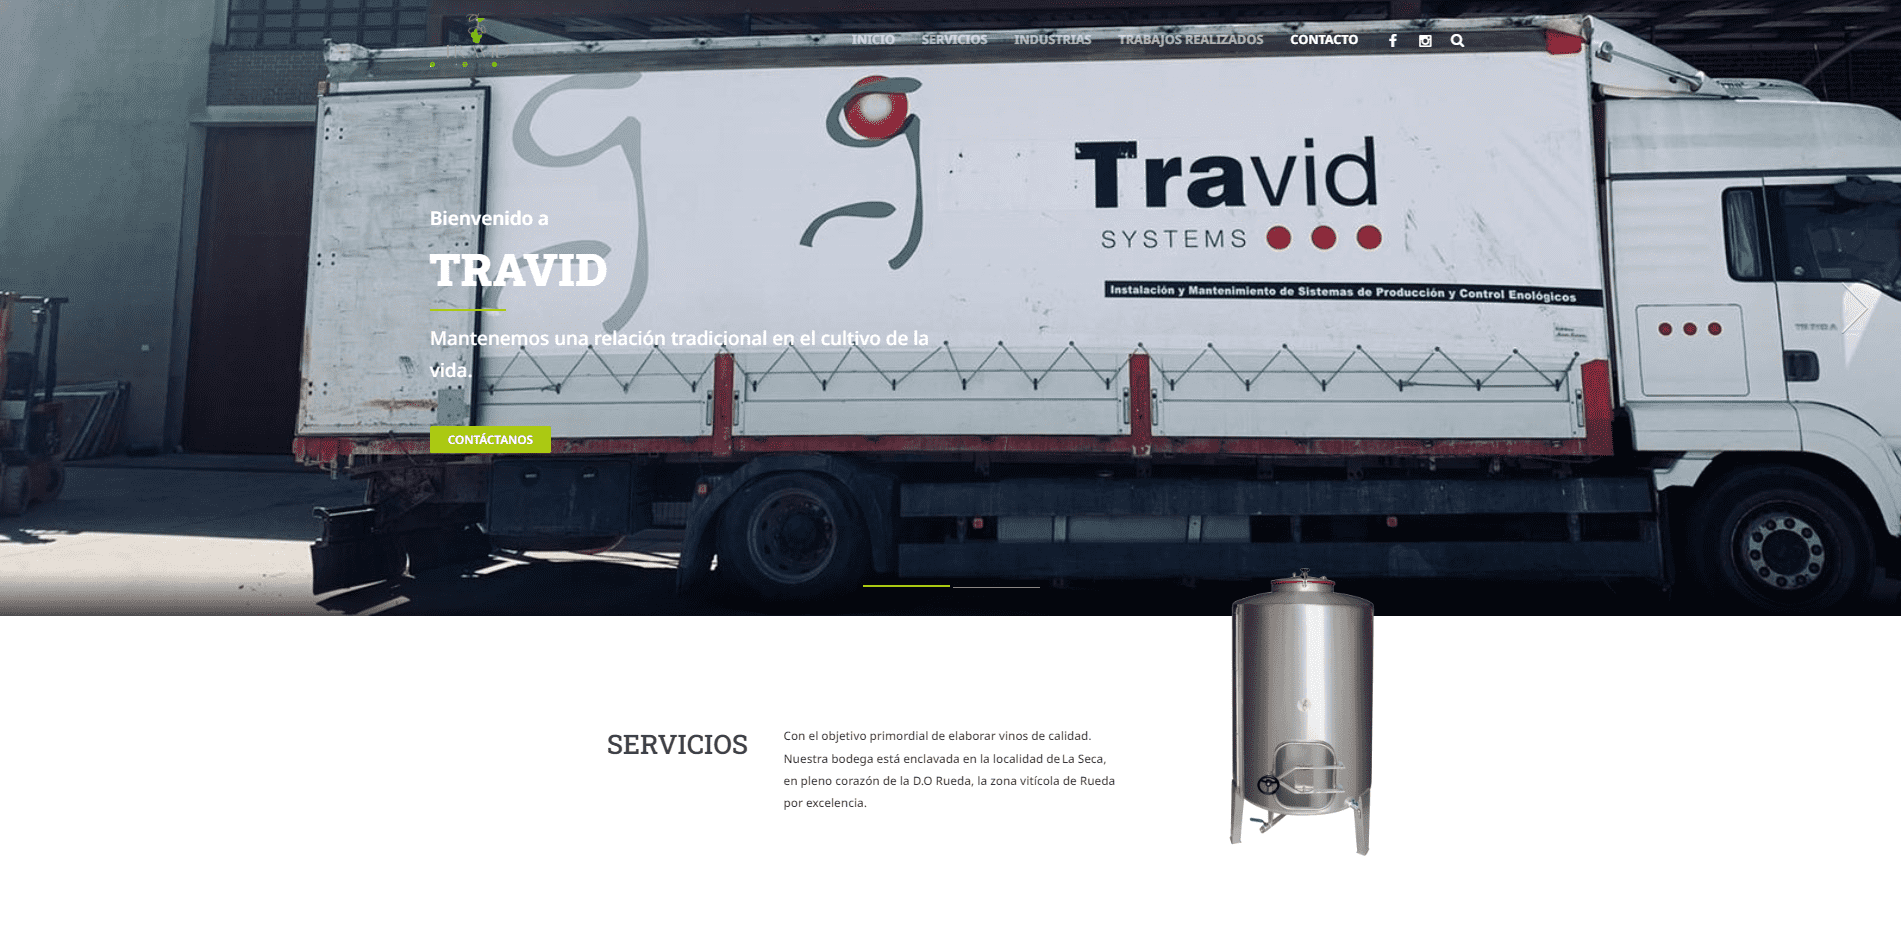 INICIO SERVICIOS INDUSTRIAS TRABAJOS REALIZADOS CONTACTO
Travid
SYSTEMS
Instalación y Mantenimiento de Sistemas de Producción y Control Enológicos
Bienvenido a
TRAVID
Mantenemos una relación tradicional en el cultivo de la
vida.
CONTÁCTANOS
SERVICIOS
Con el objetivo primordial de elaborar vinos de calidad.
Nuestra bodega está enclavada en la localidad de La Seca,
en pleno corazón de la D.O Rueda, la zona vitícola de Rueda
por excelencia.